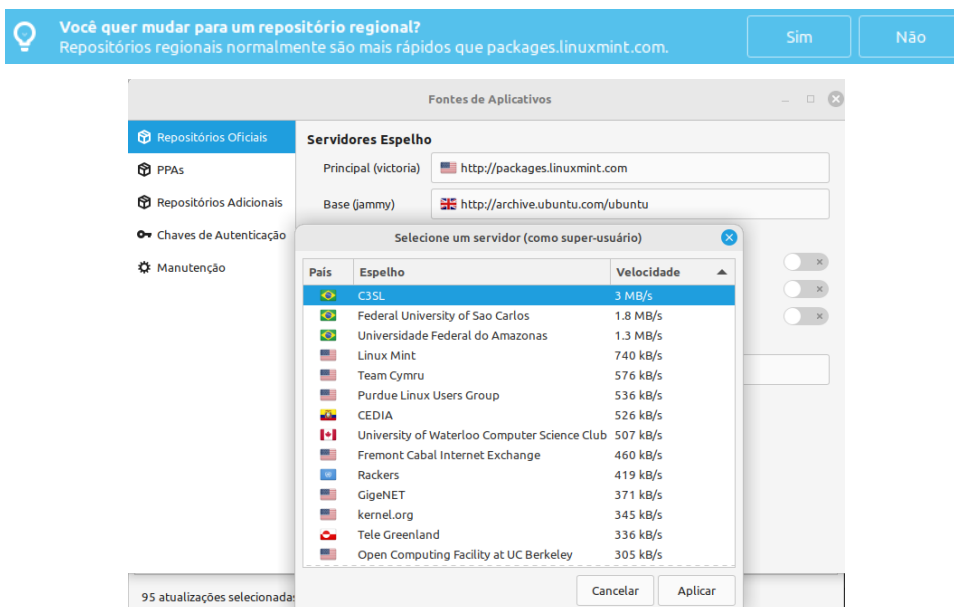 Você quer mudar para um repositório regional?
Repositórios regionais normalmente são mais rápidos que packages.linuxmint.com.
Sim
Não
Fontes de Aplicativos
Repositórios Oficiais
PPAs
Repositórios Adicionais
Chaves de Autenticação
Manutenção
Servidores Espelho
Principal (victoria) http://packages.linuxmint.com
Base (jammy) http://archive.ubuntu.com/ubuntu
Selecione um servidor (como super-usuário)
País Espelho Velocidade
C3SL 3 MB/s
Federal University of Sao Carlos 1.8 MB/s
Universidade Federal do Amazonas 1.3 MB/s
Linux Mint 740 kB/s
Team Cymru 576 kB/s
Purdue Linux Users Group 536 kB/s
CEDIA 526 kB/s
University of Waterloo Computer Science Club 507 kB/s
Fremont Cabal Internet Exchange 460 kB/s
Rackers 419 kB/s
GigeNET 371 kB/s
kernel.org 345 kB/s
Tele Greenland 336 kB/s
Open Computing Facility at UC Berkeley 305 kB/s
Cancelar
Aplicar
95 atualizações selecionadas